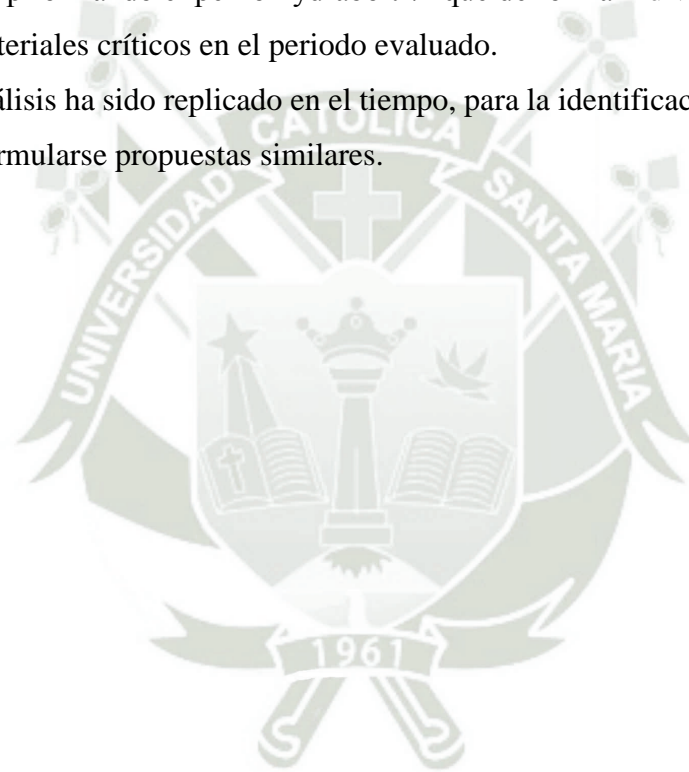 teriales críticos en el periodo evaluado.
álisis ha sido replicado en el tiempo, para la identificac
rmularse propuestas similares.
UNIVERSIDAD CATOLICA SANTA MARIA
1961